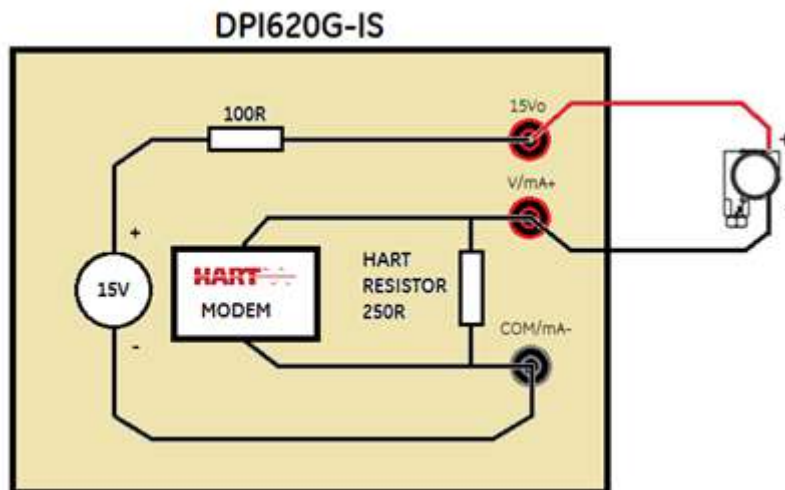 DPI620G-IS
100R
15Vo
V/mA+
+
+
15V
-
HART
MODEM
HART
RESISTOR
250R
COM/mA-